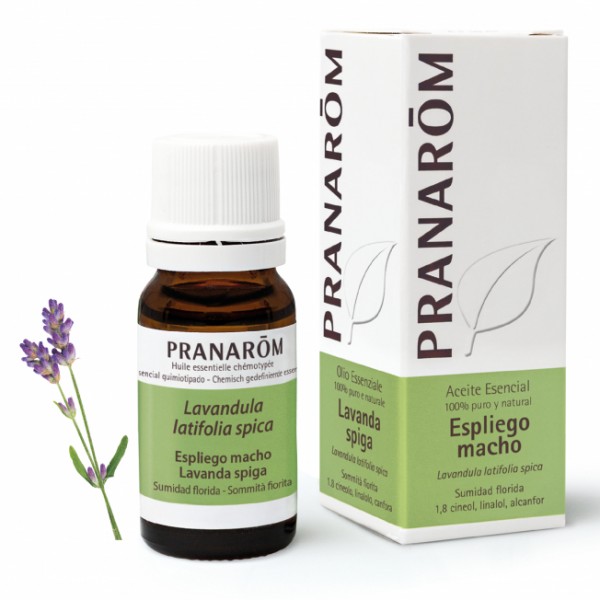 PRANARŌM
Huile essentielle chémotypée
encial quimiotipado - Chemisch gedefinieerde essen
Lavandula
latifolia spica
Espliego macho
Lavanda spiga
Sumidad florida - Sommità fiorita
PRANARŌM
Olio Essenziale
100% puro e naturale
Lavanda
spiga
Lavandula latifolia spica
Sommità fiorita
1,8 cineolo, linalolo, canfora
PRANARŌM
Aceite Esencial
100% puro y natural
Espliego
macho
Lavandula latifolia spica
Sumidad florida
1,8 cineol, linalol, alcanfor